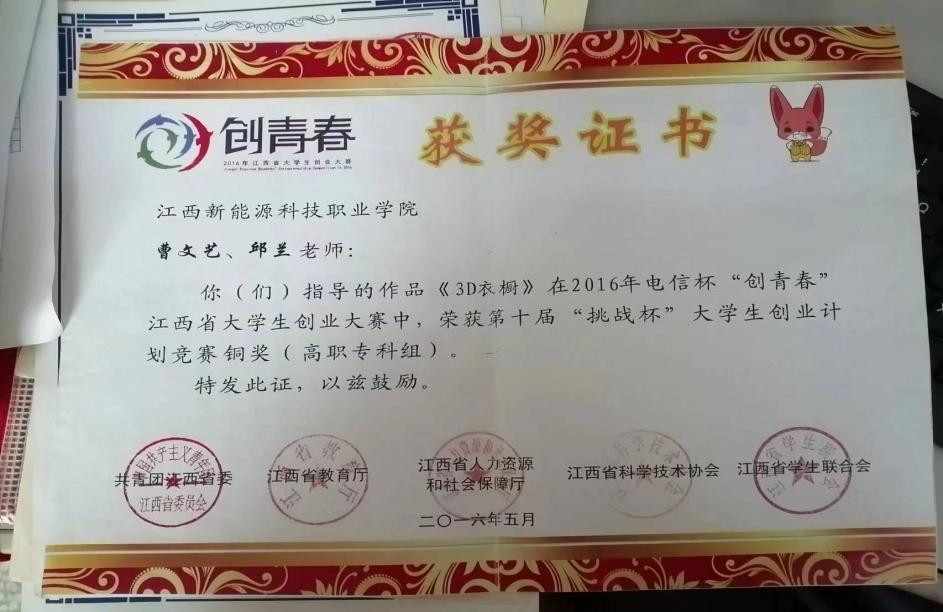 创青春
2016年江西省大学生创业大赛
获奖证书
江西新能源科技职业学院
曹文艺、邱兰老师：
你（们）指导的作品《3D衣橱》在2016年电信杯“创青春”
江西省大学生创业大赛中，荣获第十届“挑战杯”大学生创业计
划竞赛铜奖（高职专科组）。
特发此证，以兹鼓励。
共青团江西省委
江西省教育厅
江西省人力资源
和社会保障厅
江西省科学技术协会
江西省学生联合会
江西省委员会
二〇一六年五月